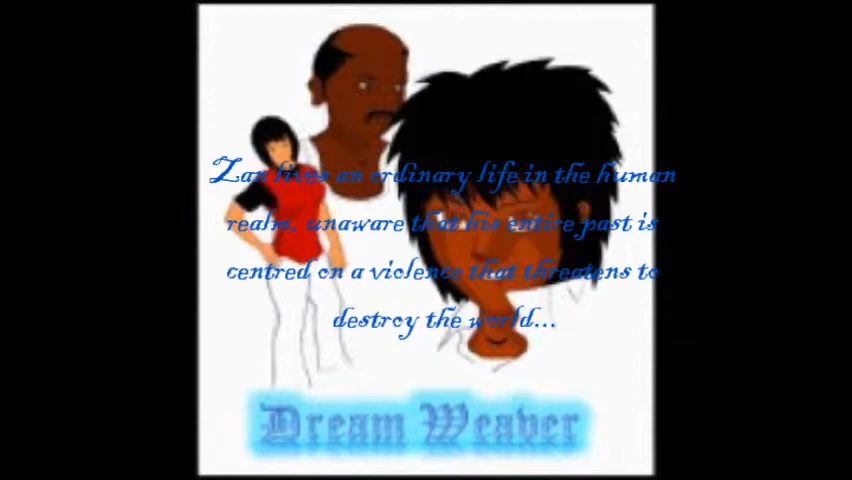 Zan lives an ordinary life in the human
realm, unaware that his entire past is
centred on a violence that threatens to
destroy the world...
Dream Weaver